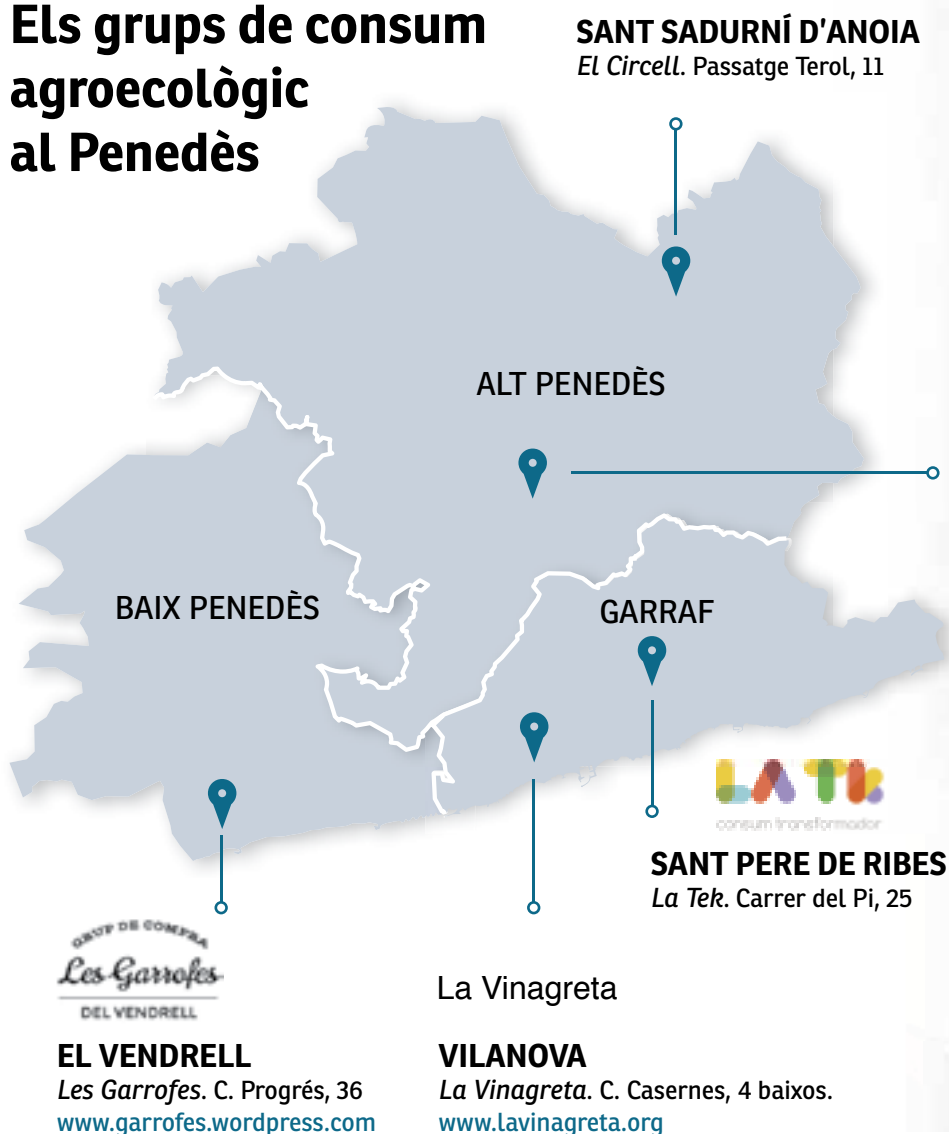 Els grups de consum
agroecològic
al Penedès
SANT SADURNÍ D'ANOIA
El Circell. Passatge Terol, 11
ALT PENEDÈS
BAIX PENEDÈS
GARRAF
LA TEK
consum transformador
SANT PERE DE RIBES
La Tek. Carrer del Pi, 25
GRUP DE COMPRA
Les Garrofes
DEL VENDRELL
EL VENDRELL
Les Garrofes. C. Progrés, 36
www.garrofes.wordpress.com
La Vinagreta
VILANOVA
La Vinagreta. C. Casernes, 4 baixos.
www.lavinagreta.org